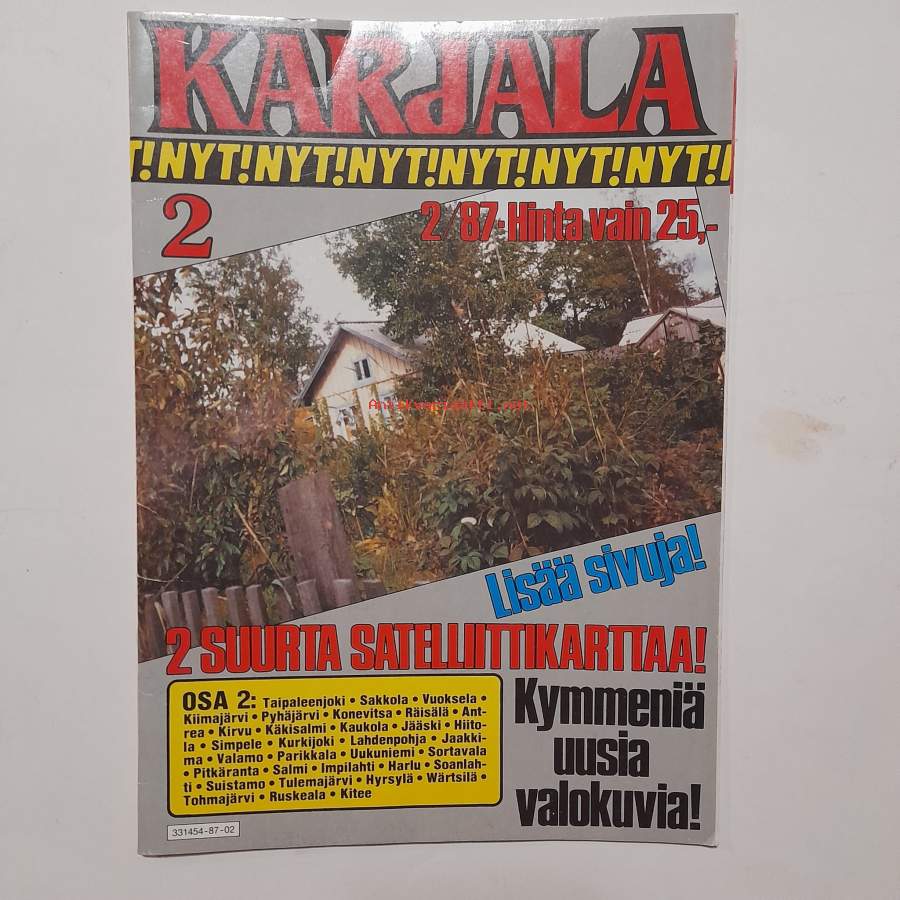 KARJALA
T!NYT!NYT!NYT!NYT!NYT!NYT!
2
2/87·Hinta vain 25,-
Antikvariaatti.net
Lisää sivuja!
2 SUURTA SATELLIITTIKARTTAA!
OSA 2: Taipaleenjoki • Sakkola • Vuoksela •
Kiimajärvi • Pyhäjärvi • Konevitsa • Räisälä • Ant-
rea • Kirvu • Käkisalmi • Kaukola • Jääski • Hiito-
la • Simpele • Kurkijoki • Lahdenpohja • Jaakki-
ma • Valamo • Parikkala • Uukuniemi • Sortavala
• Pitkäranta • Salmi • Impilahti • Harlu • Soanlah-
ti • Suistamo • Tulemajärvi • Hyrsylä • Wärtsilä •
Tohmajärvi • Ruskeala • Kitee
Kymmeniä
uusia
valokuvia!
331454-87-02